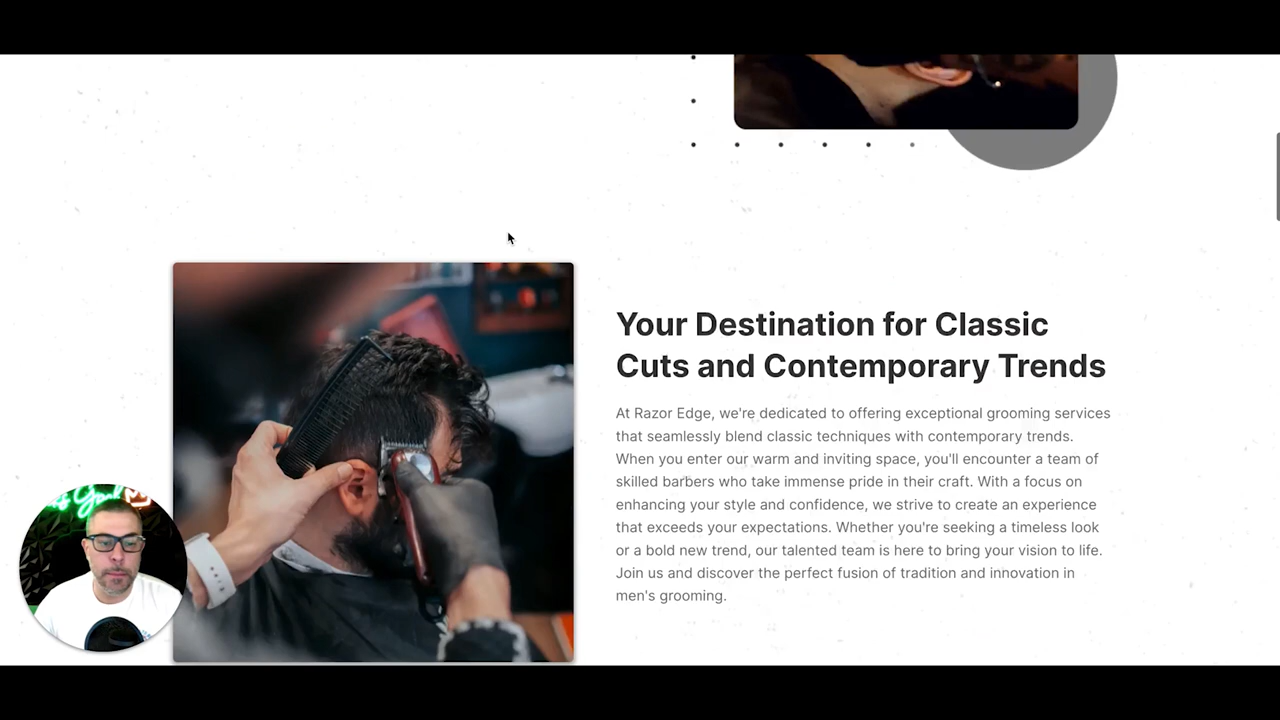 Your Destination for Classic
Cuts and Contemporary Trends
At Razor Edge, we're dedicated to offering exceptional grooming services
that seamlessly blend classic techniques with contemporary trends.
When you enter our warm and inviting space, you'll encounter a team of
skilled barbers who take immense pride in their craft. With a focus on
enhancing your style and confidence, we strive to create an experience
that exceeds your expectations. Whether you're seeking a timeless look
or a bold new trend, our talented team is here to bring your vision to life.
Join us and discover the perfect fusion of tradition and innovation in
men's grooming.